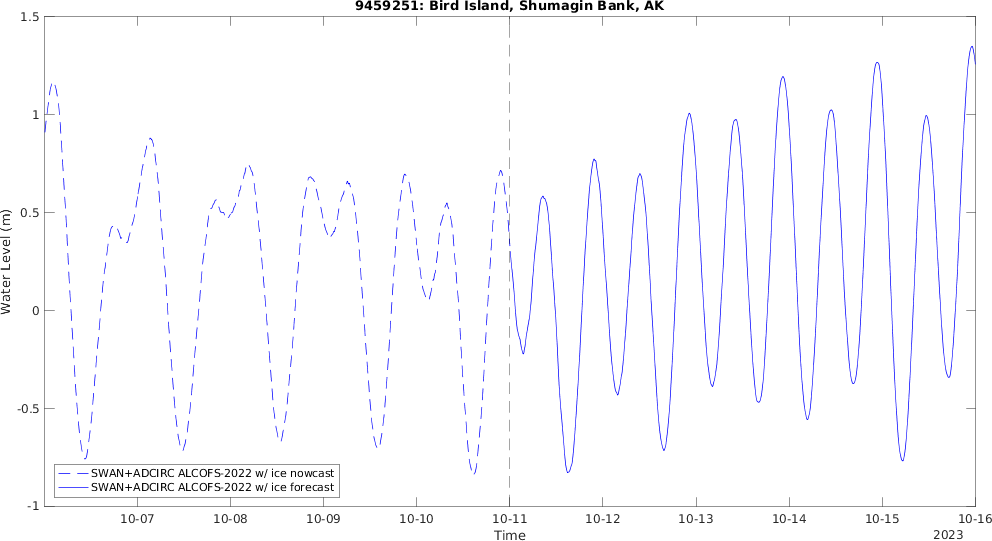 9459251: Bird Island, Shumagin Bank, AK
1.5
1
0.5
0
-0.5
-1
Water Level (m)
SWAN+ADCIRC ALCOFS-2022 w/ ice nowcast
SWAN+ADCIRC ALCOFS-2022 w/ ice forecast
10-07 10-08 10-09 10-10 10-11 10-12 10-13 10-14 10-15 10-16
Time
2023